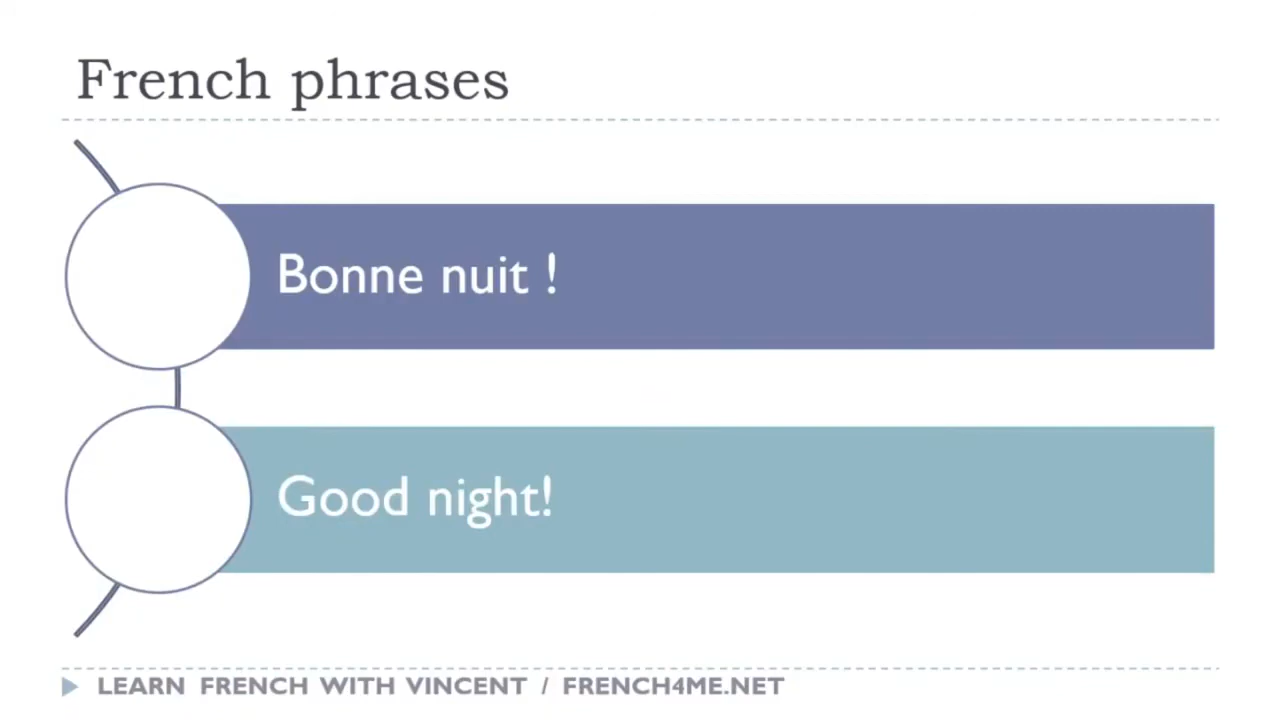 French phrases
Bonne nuit !
Good night!
LEARN FRENCH WITH VINCENT / FRENCH4ME.NET